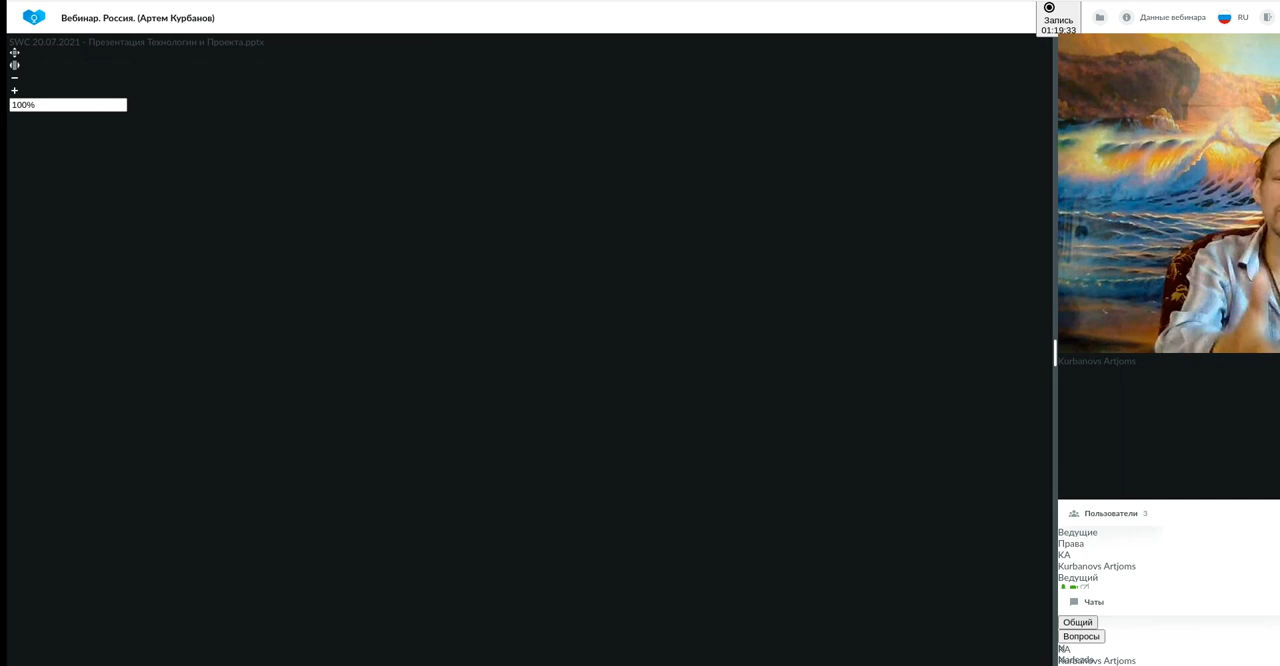 Вебинар. Россия. (Артем Курбанов)
Запись
01:19:33
Данные вебинара
RU
SWC 20.07.2021 - Презентация Технологии и Проекта.pptx
100%
Kurbanovs Artjoms
Пользователи 3
Ведущие
Права
KA
Kurbanovs Artjoms
Ведущий
Чаты
Общий
Вопросы
KA
Kurbanovs Artjoms